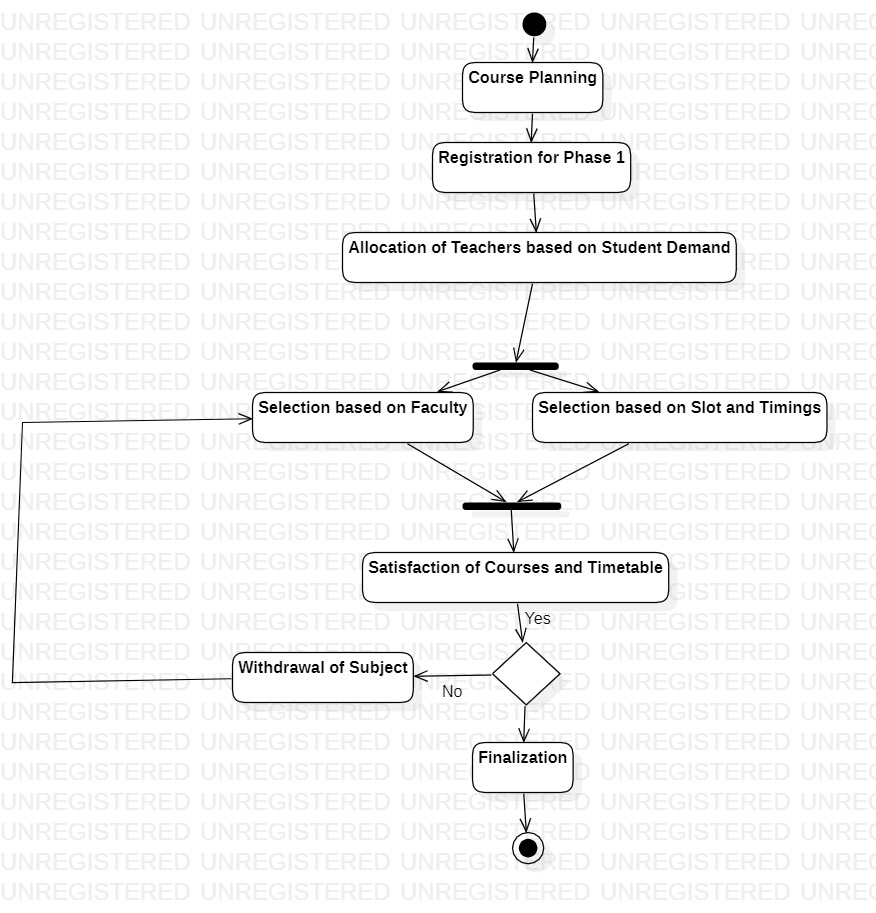 Course Planning
Registration for Phase 1
Allocation of Teachers based on Student Demand
Selection based on Faculty
Selection based on Slot and Timings
Satisfaction of Courses and Timetable
Yes
Withdrawal of Subject
No
Finalization
UNREGISTERED UNREGISTERED UNREGISTERED UNREGISTERED UNREG